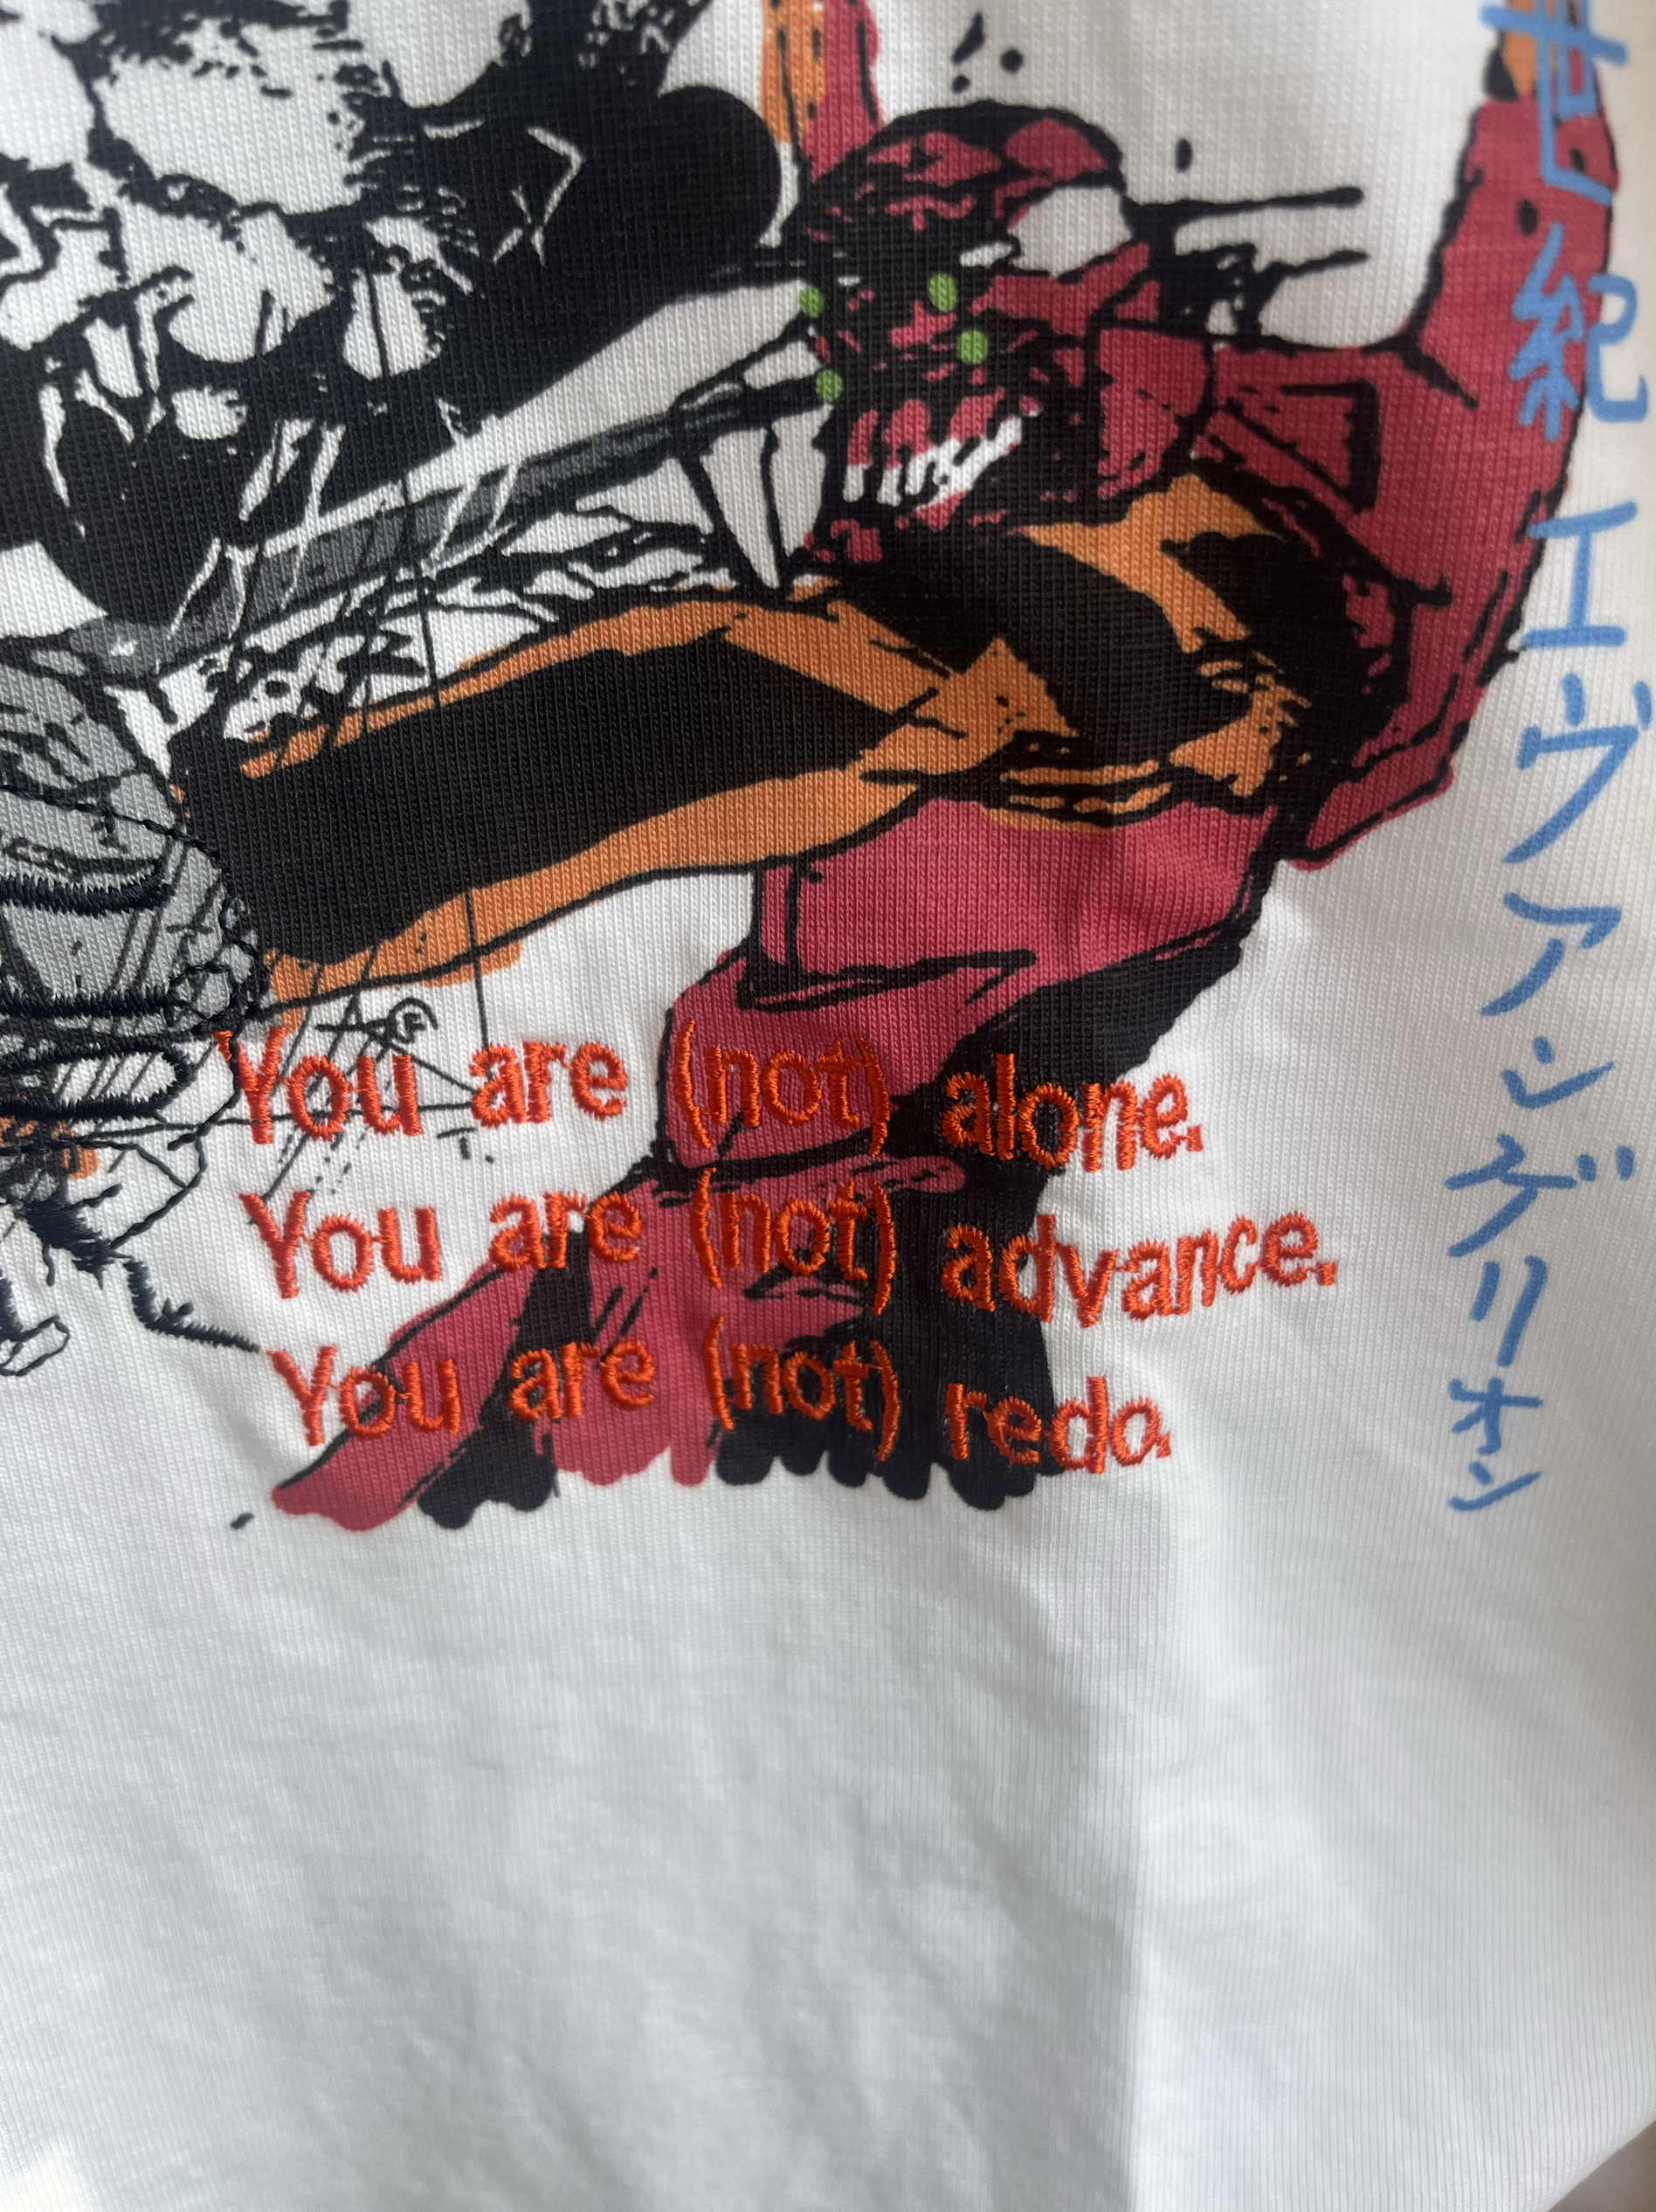 世紀エヴァンゲリオン
You are (not) alone.
You are (not) advance.
You are (not) redo.